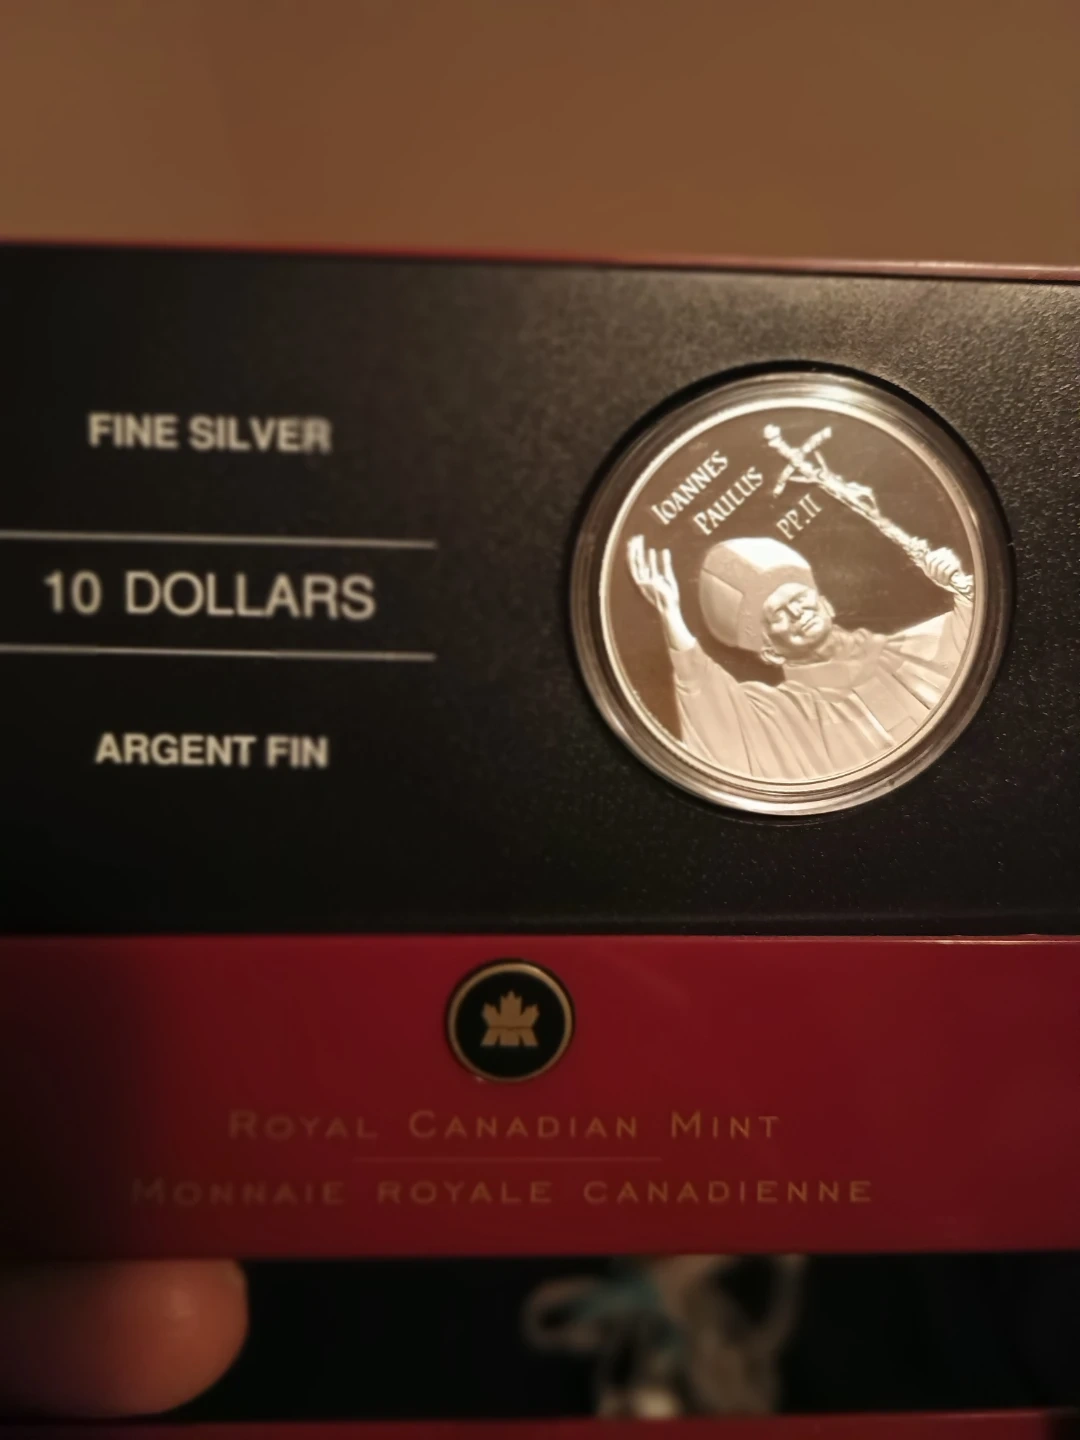 FINE SILVER
10 DOLLARS
ARGENT FIN
IOANNES
PAULUS
PP.II
ROYAL CANADIAN MINT
MONNAIE ROYALE CANADIENNE